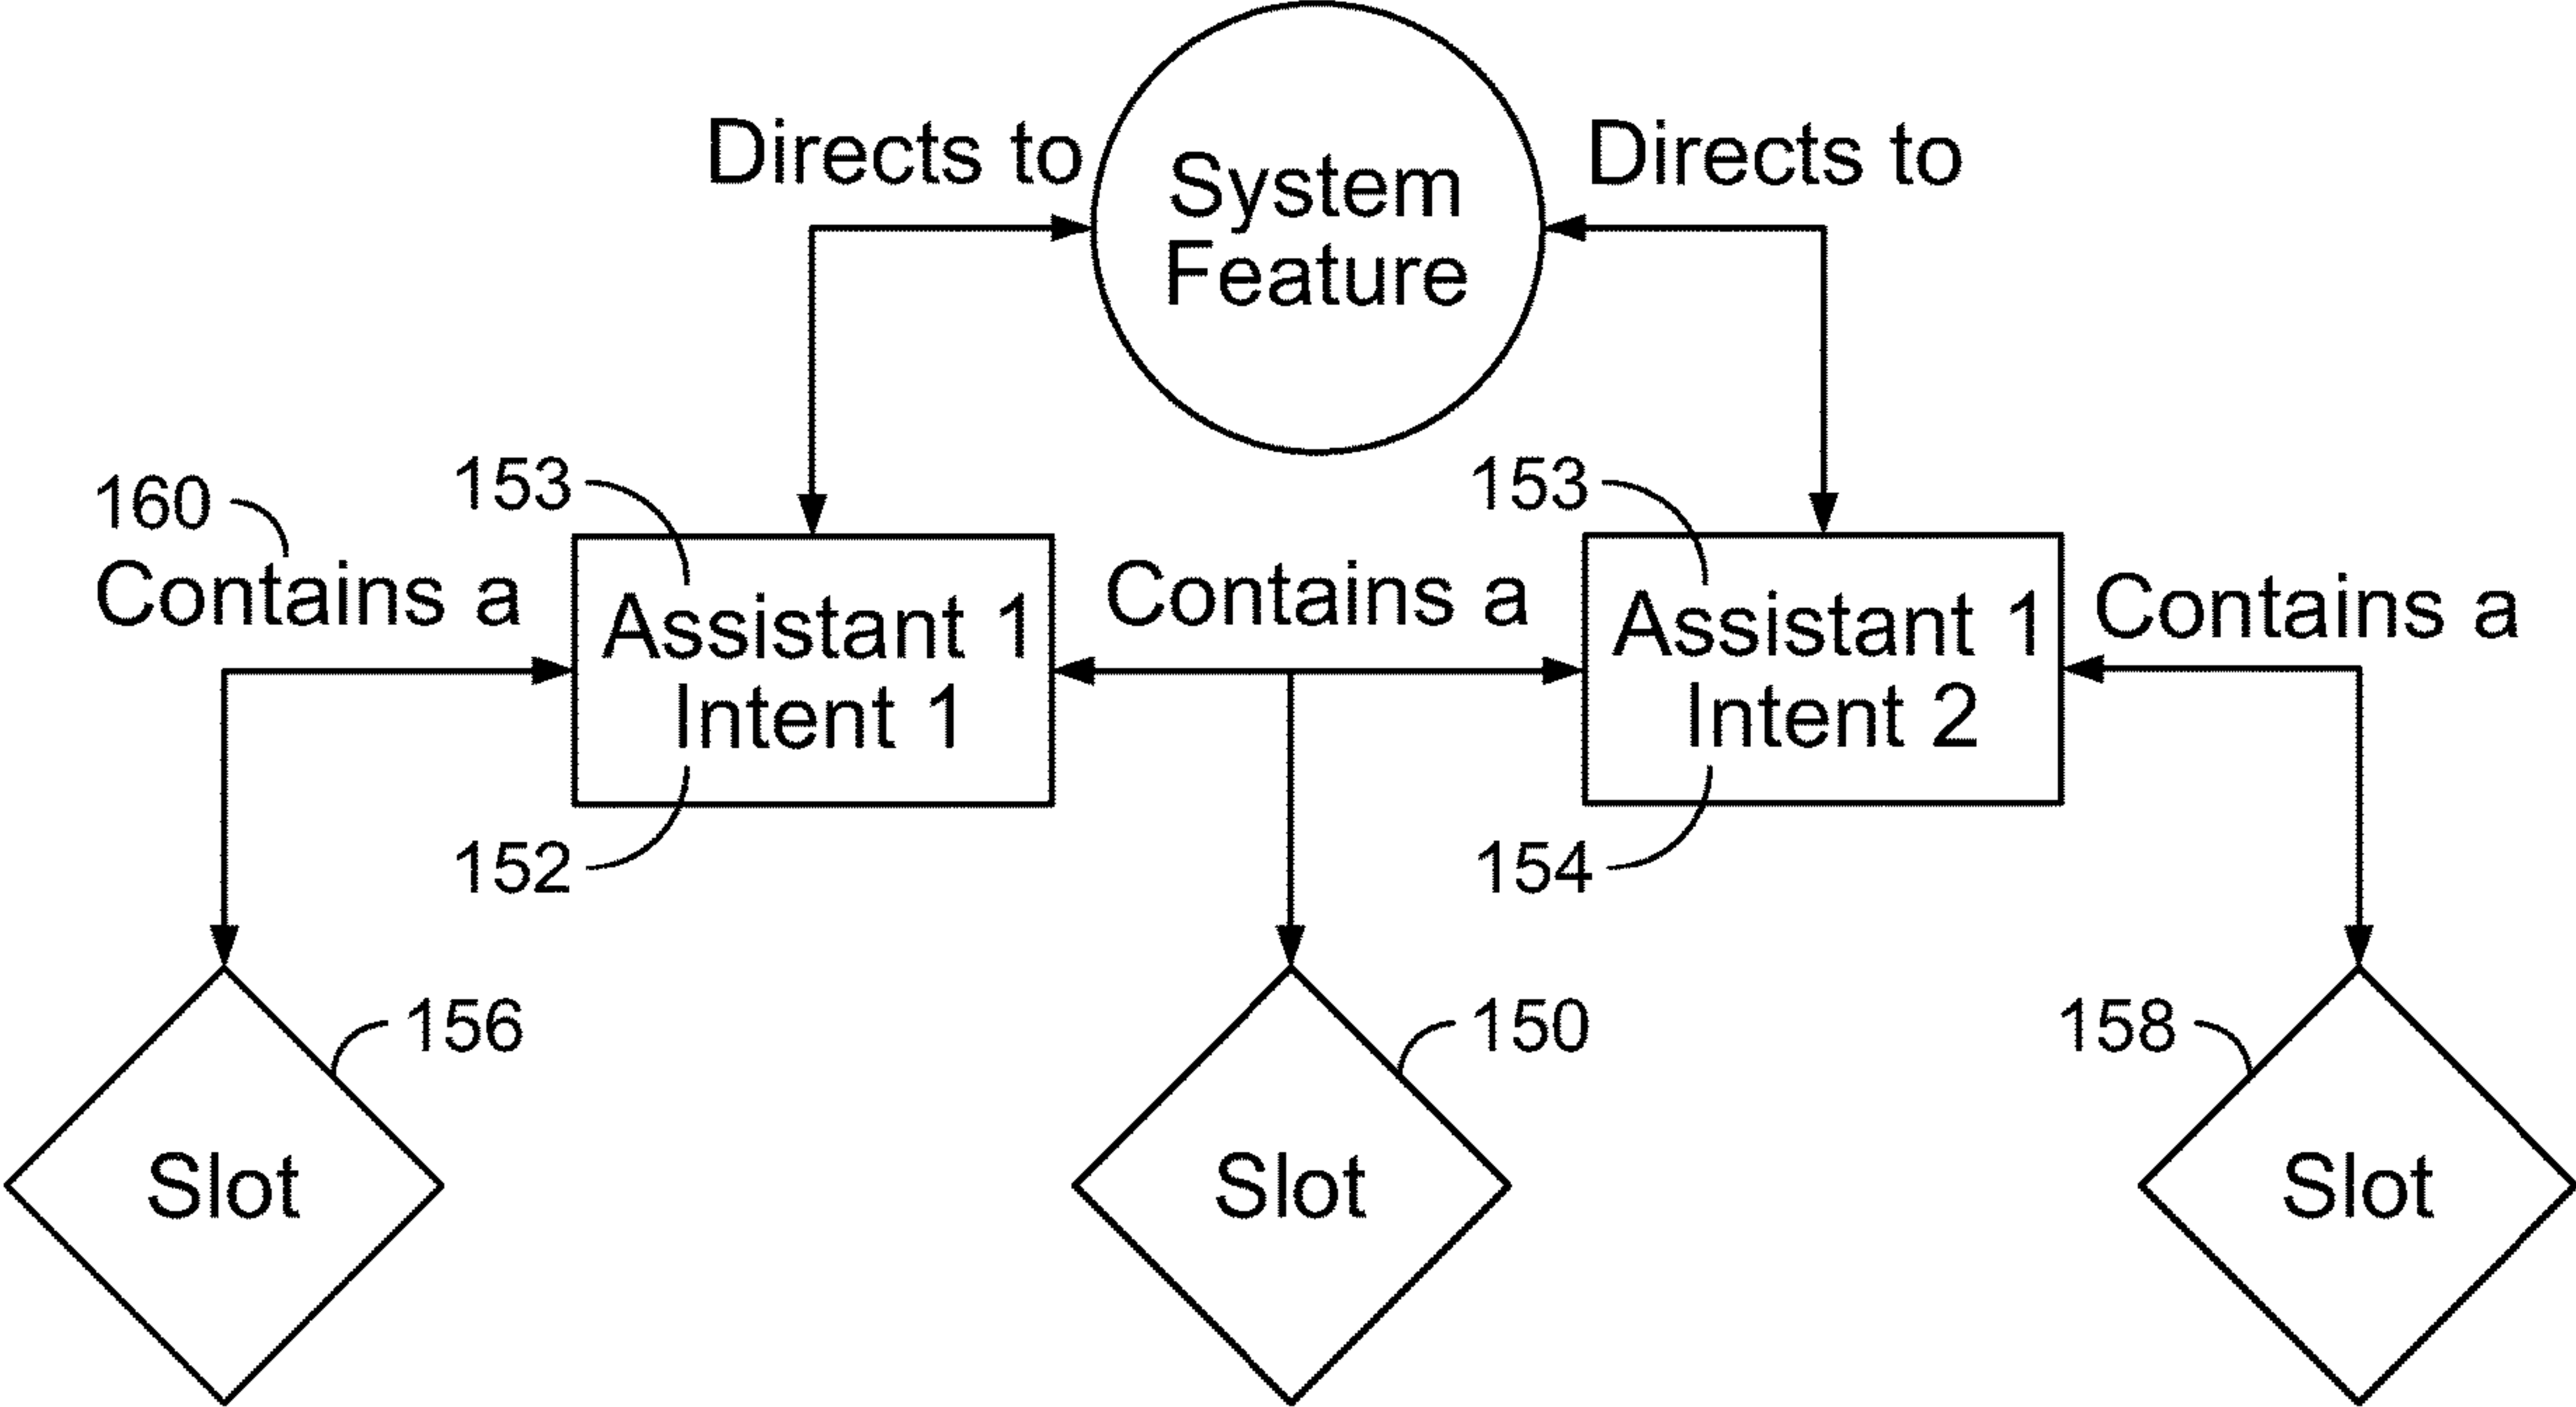 Directs to
System
Feature
Directs to
160
153
153
Contains a
Assistant 1
Intent 1
Contains a
Assistant 1
Intent 2
Contains a
152
154
156
150
158
Slot
Slot
Slot